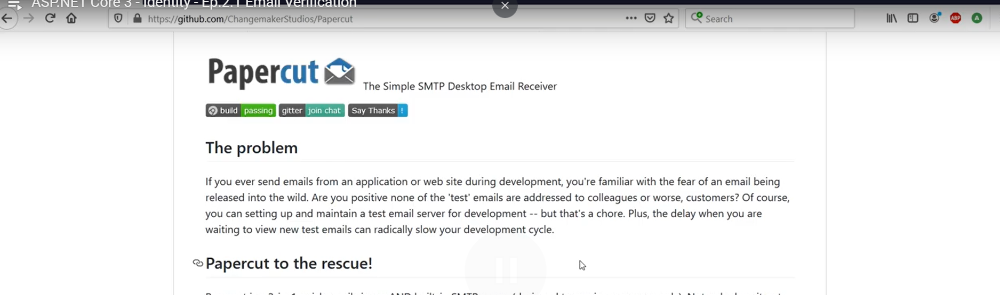 ASP.NET Core 3 - Identity - Ep.2.1 Email Verification
https://github.com/ChangemakerStudios/Papercut
Search
ABP
A
Papercut
The Simple SMTP Desktop Email Receiver
build passing gitter join chat Say Thanks !
The problem
If you ever send emails from an application or web site during development, you're familiar with the fear of an email being
released into the wild. Are you positive none of the 'test' emails are addressed to colleagues or worse, customers? Of course,
you can setting up and maintain a test email server for development -- but that's a chore. Plus, the delay when you are
waiting to view new test emails can radically slow your development cycle.
Papercut to the rescue!